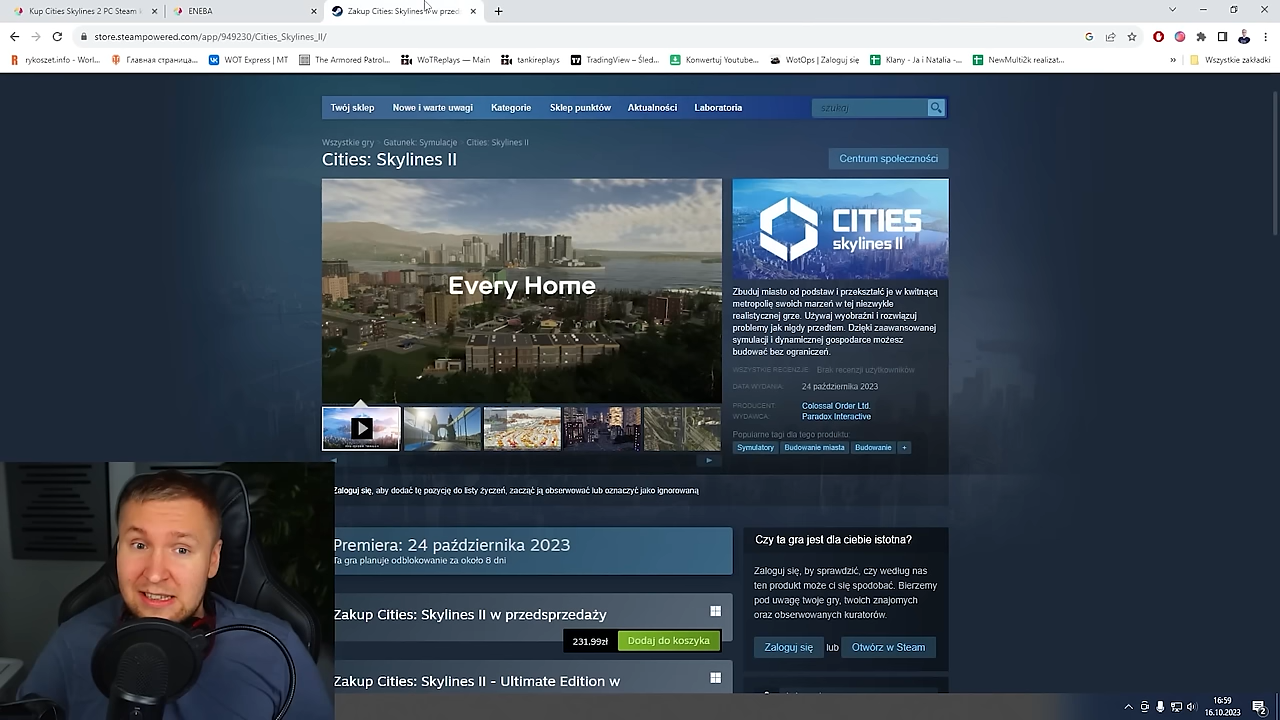 Kup Cities Skylines 2 PC Steam
ENEBA
Zakup Cities: Skylines II w przed
store.steampowered.com/app/949230/Cities_Skylines_II/
rykoszet.info - Worl...
Главная страница...
WOT Express | MT
The Armored Patrol...
WoTReplays — Main
tankireplays
TradingView – Śled...
Konwertuj Youtube...
WotOps | Zaloguj się
Klany - Ja i Natalia -...
NewMulti2k realizat...
»
Wszystkie zakładki
Twój sklep
Nowe i warte uwagi
Kategorie
Sklep punktów
Aktualności
Laboratoria
szukaj
Wszystkie gry > Gatunek: Symulacje > Cities: Skylines II
Cities: Skylines II
Centrum społeczności
Every Home
CITIES
skylines II
Zbuduj miasto od podstaw i przekształć je w kwitnącą
metropolię swoich marzeń w tej niezwykle
realistycznej grze. Używaj wyobraźni i rozwiązuj
problemy jak nigdy przedtem. Dzięki zaawansowanej
symulacji i dynamicznej gospodarce możesz
budować bez ograniczeń.
WSZYSTKIE RECENZJE: Brak recenzji użytkowników
DATA WYDANIA: 24 października 2023
PRODUCENT: Colossal Order Ltd.
WYDAWCA: Paradox Interactive
Popularne tagi dla tego produktu:
Symulatory
Budowanie miasta
Budowanie
+
Zaloguj się, aby dodać tę pozycję do listy życzeń, zacząć ją obserwować lub oznaczyć jako ignorowaną
Premiera: 24 października 2023
Ta gra planuje odblokowanie za około 8 dni
Czy ta gra jest dla ciebie istotna?
Zaloguj się, by sprawdzić, czy według nas
ten produkt może ci się spodobać. Bierzemy
pod uwagę twoje gry, twoich znajomych
oraz obserwowanych kuratorów.
Zaloguj się lub Otwórz w Steam
Zakup Cities: Skylines II w przedsprzedaży
231.99zł
Dodaj do koszyka
Zakup Cities: Skylines II - Ultimate Edition w
16:59
16.10.2023
2